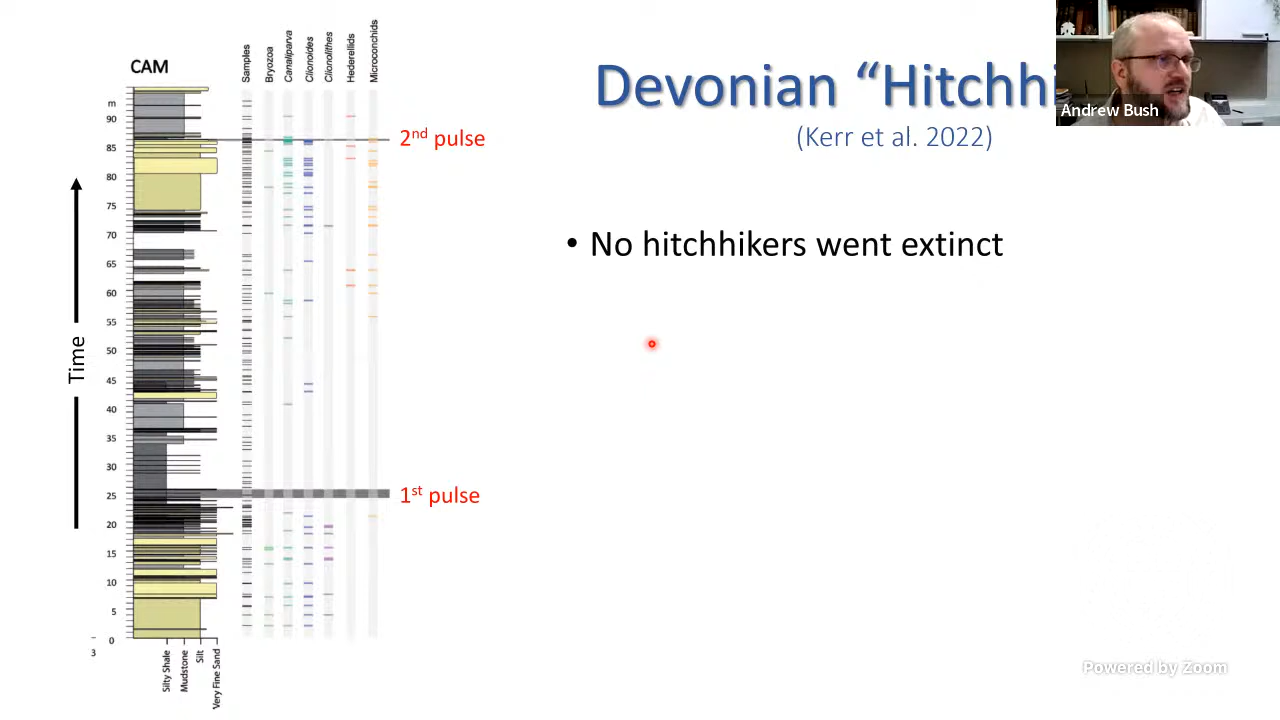 CAM
Samples
Bryozoa
Canaliparva
Clionoides
Clionolithes
Hederellids
Microconchids
m
90
85
80
75
70
65
60
55
50
45
40
35
30
25
20
15
10
5
0
3
Silty Shale
Mudstone
Silt
Very Fine Sand
Time
2nd pulse
1st pulse
Devonian “Hitchhi
(Kerr et al. 2022)
• No hitchhikers went extinct
Andrew Bush
Powered by Zoom